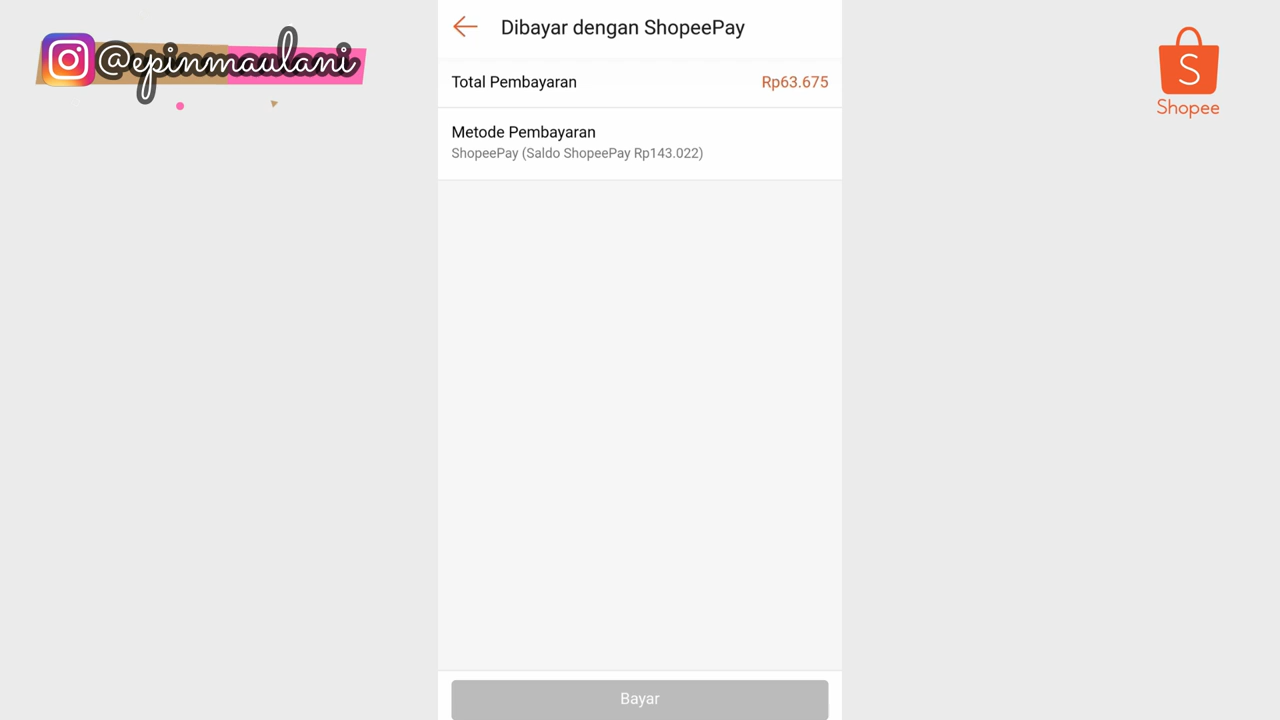 @epinmaulani
Dibayar dengan ShopeePay
Total Pembayaran Rp63.675
Metode Pembayaran
ShopeePay (Saldo ShopeePay Rp143.022)
Bayar
S
Shopee